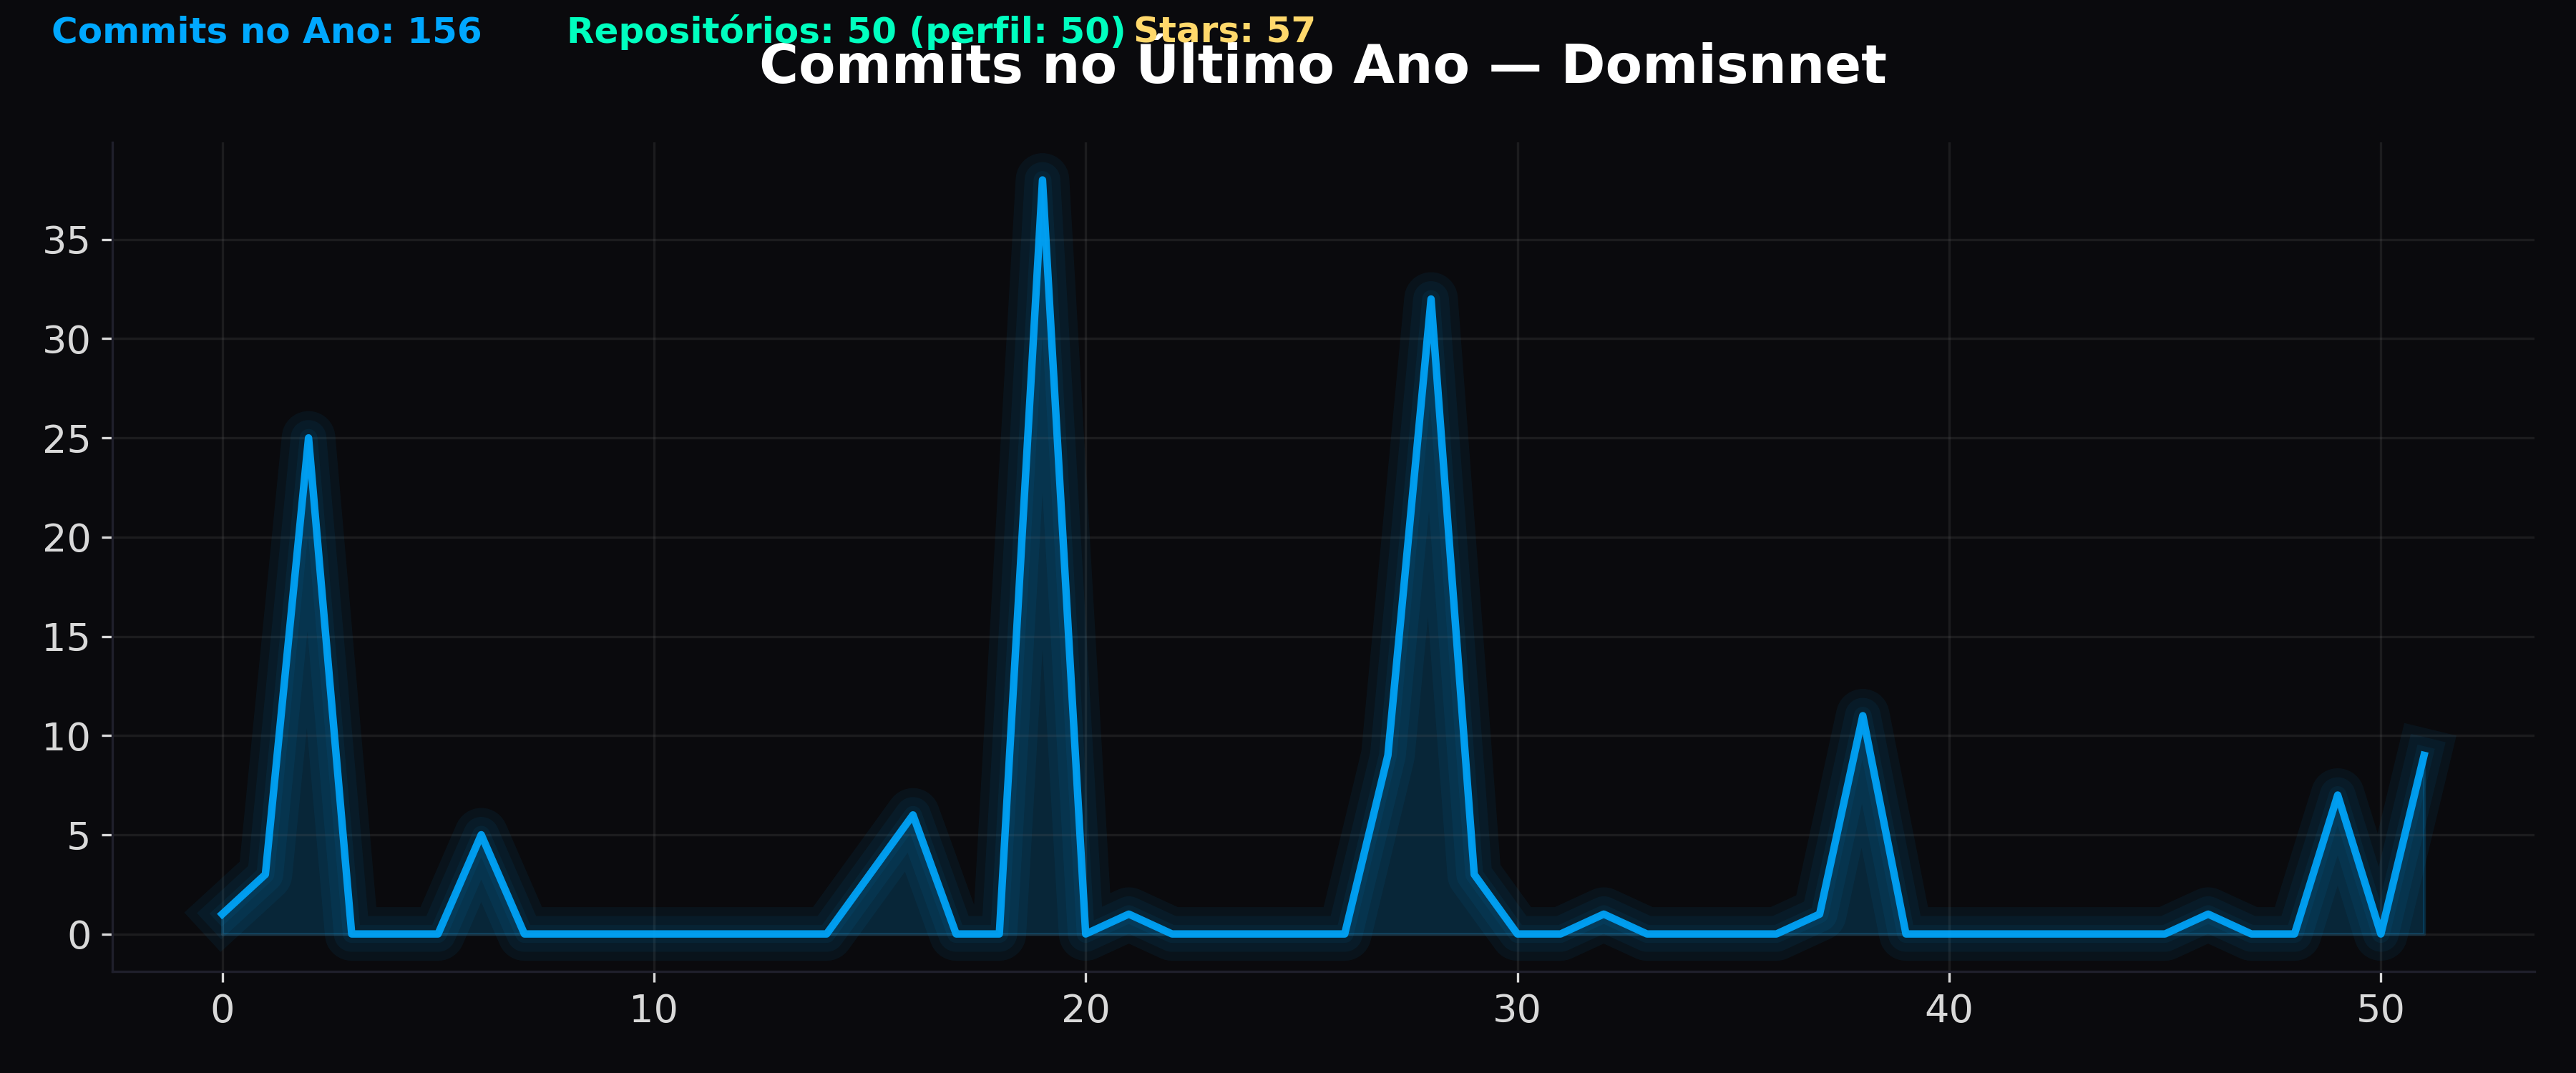 Commits no Ano: 156 Repositórios: 50 (perfil: 50) Stars: 57
Commits no Último Ano — Domisnnet
35
30
25
20
15
10
5
0
0 10 20 30 40 50